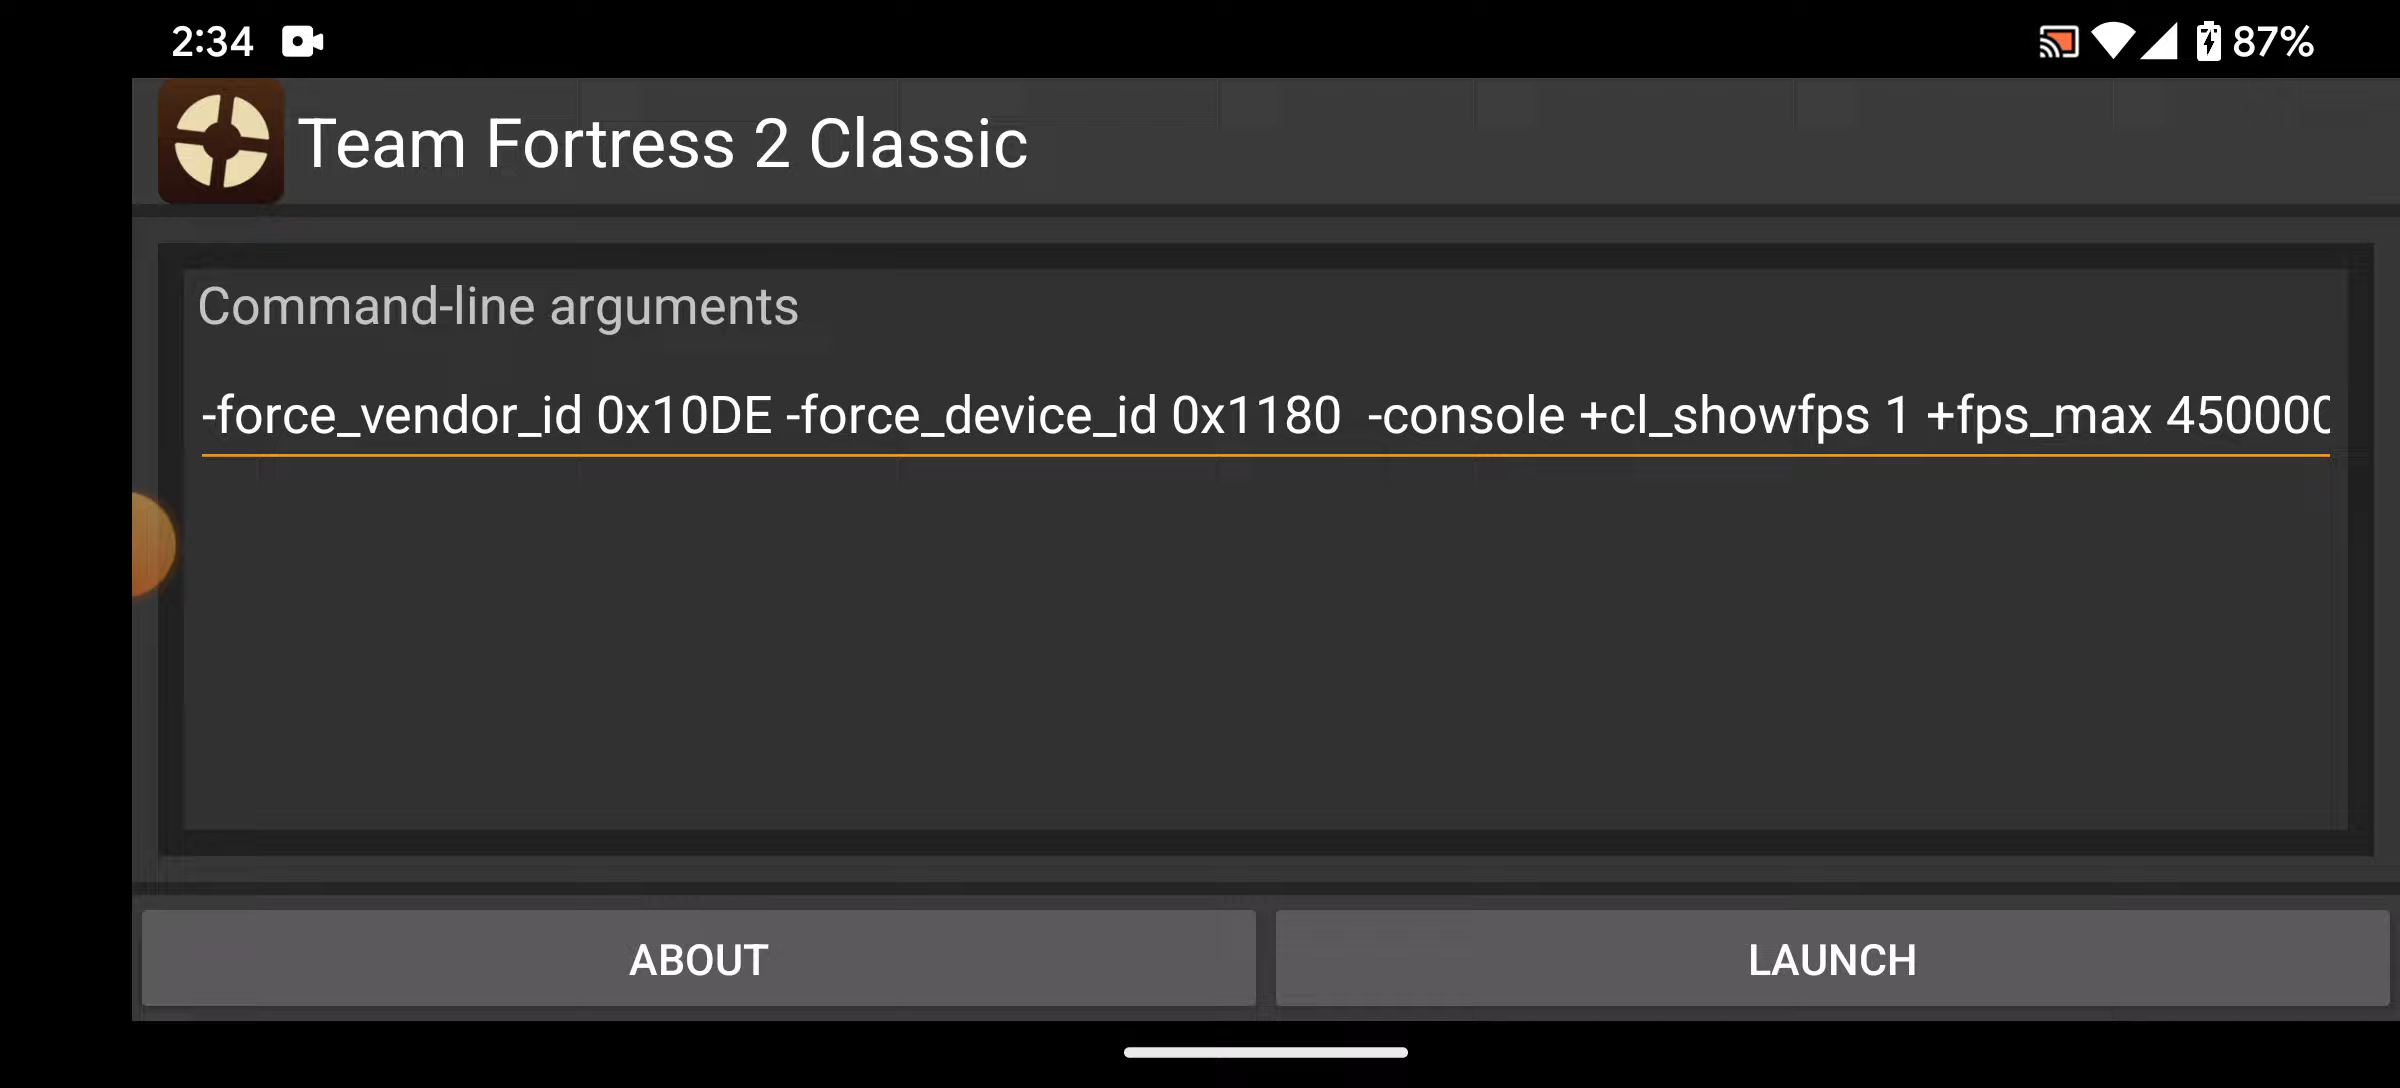 2:34 87%
Team Fortress 2 Classic
Command-line arguments
-force_vendor_id 0x10DE -force_device_id 0x1180  -console +cl_showfps 1 +fps_max 450000
ABOUT LAUNCH